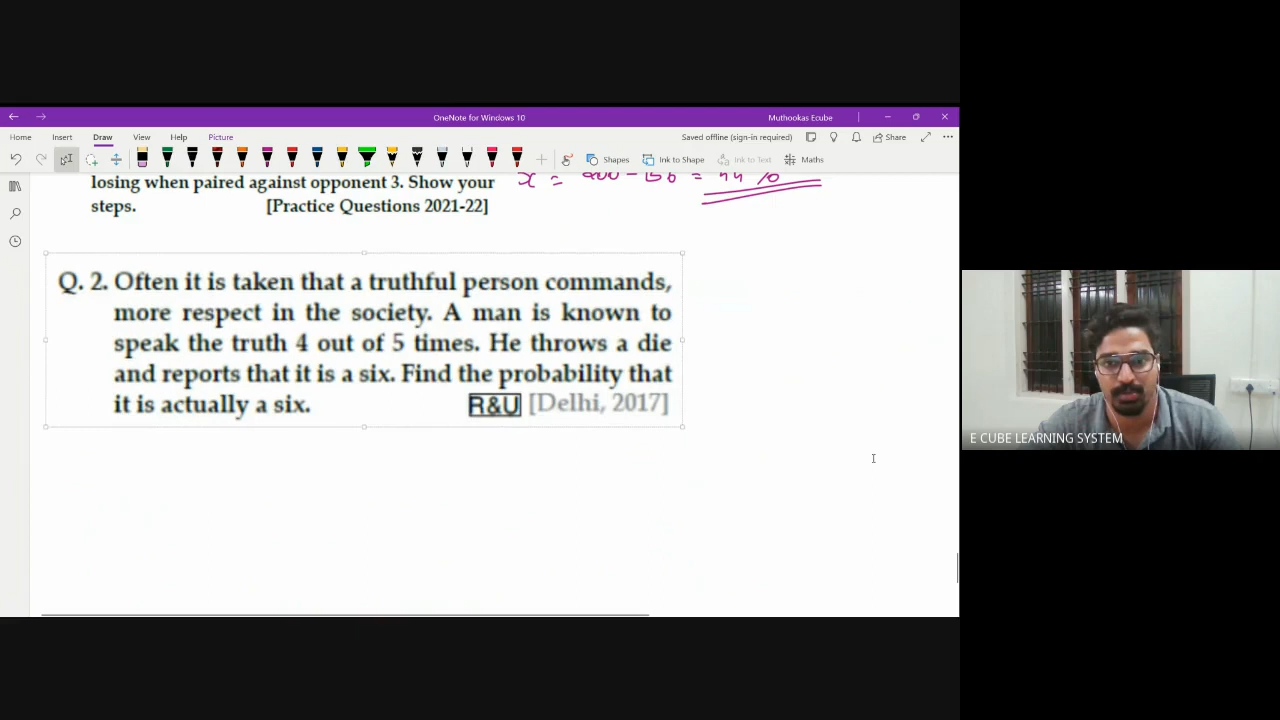 OneNote for Windows 10
Muthookas Ecube
Home Insert Draw View Help Picture
Saved offline (sign-in required) Share
Shapes Ink to Shape Ink to Text Maths
losing when paired against opponent 3. Show your
steps. [Practice Questions 2021-22]
Q. 2. Often it is taken that a truthful person commands,
more respect in the society. A man is known to
speak the truth 4 out of 5 times. He throws a die
and reports that it is a six. Find the probability that
it is actually a six. R&U [Delhi, 2017]
E CUBE LEARNING SYSTEM